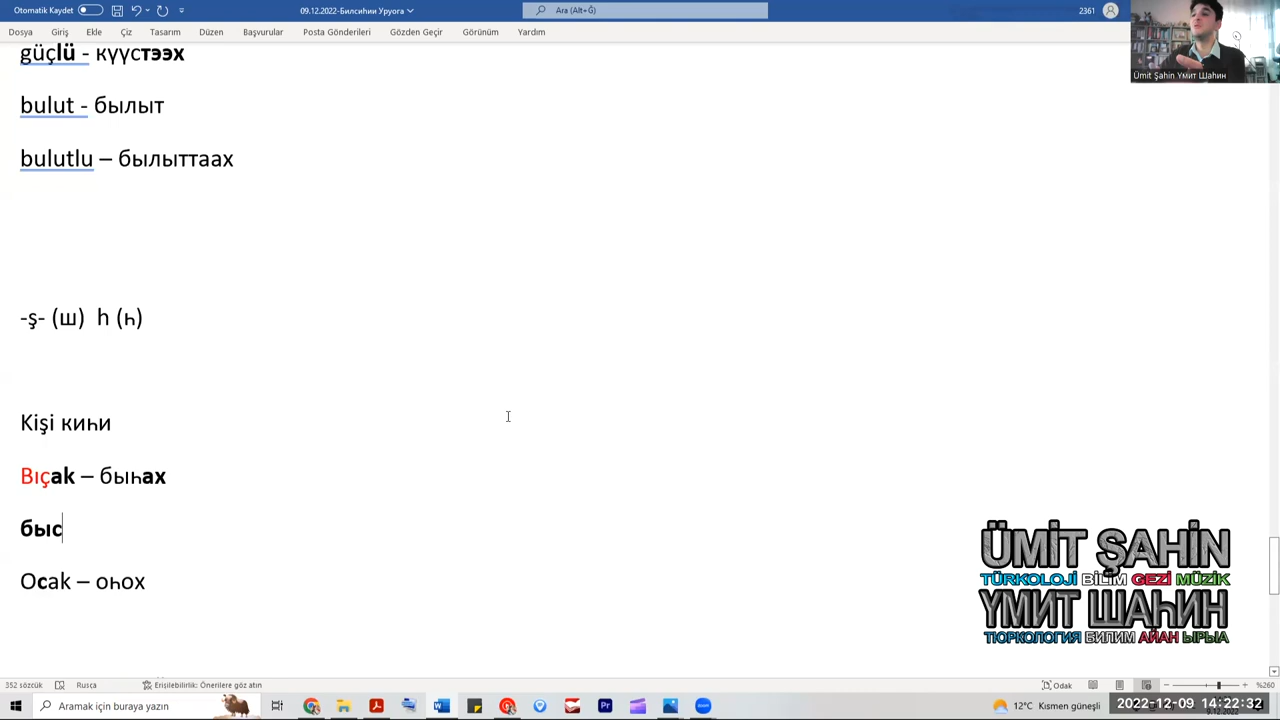 Otomatik Kaydet
09.12.2022-Билсиһии Уруога
Ara (Alt+Ğ)
2361
Dosya Giriş Ekle Çiz Tasarım Düzen Başvurular Posta Gönderileri Gözden Geçir Görünüm Yardım
Ümit Şahin Үмит Шаһин
güçlü - күүстээх
bulut - былыт
bulutlu – былыттаах
-ş- (ш) h (һ)
Kişi киһи
Bıçak – быһах
быс
Ocak – оһох
ÜMİT ŞAHİN
TÜRKOLOJİ BİLİM GEZİ MÜZİK
ҮМИТ ШАҺИН
ТЮРКОЛОГИЯ БИЛИМ АЙАН ЫРЫА
352 sözcük Rusça Erişilebilirlik: Önerilere göz atın Odak %260
Aramak için buraya yazın
12°C Kısmen güneşli
2022-12-09 14:22:32